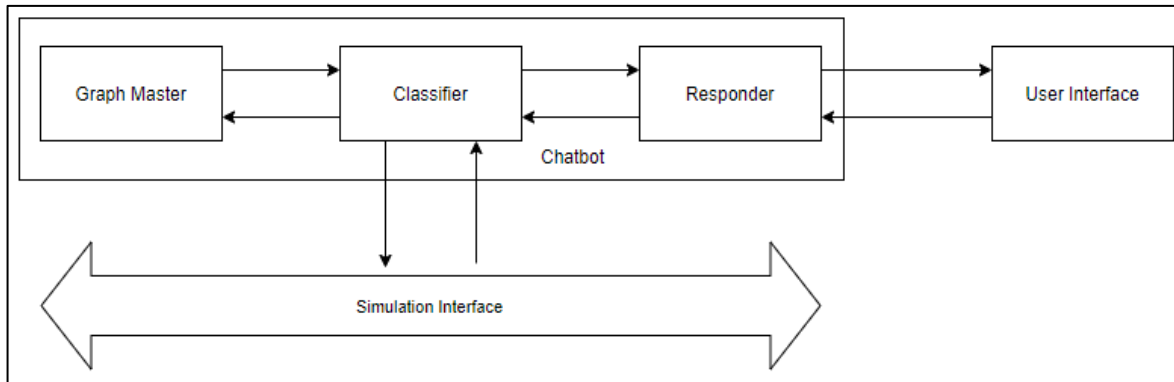 Graph Master
Classifier
Responder
User Interface
Chatbot
Simulation Interface